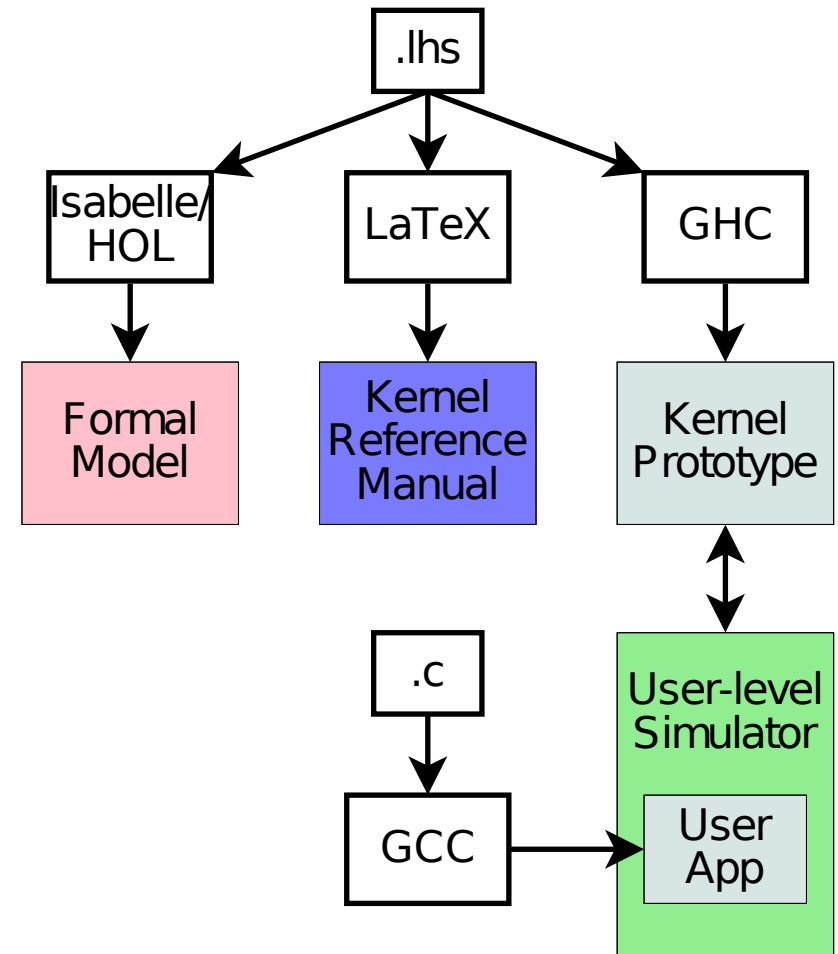 .lhs
Isabelle/
HOL
LaTeX
GHC
Formal
Model
Kernel
Reference
Manual
Kernel
Prototype
.c
User-level
Simulator
GCC
User
App